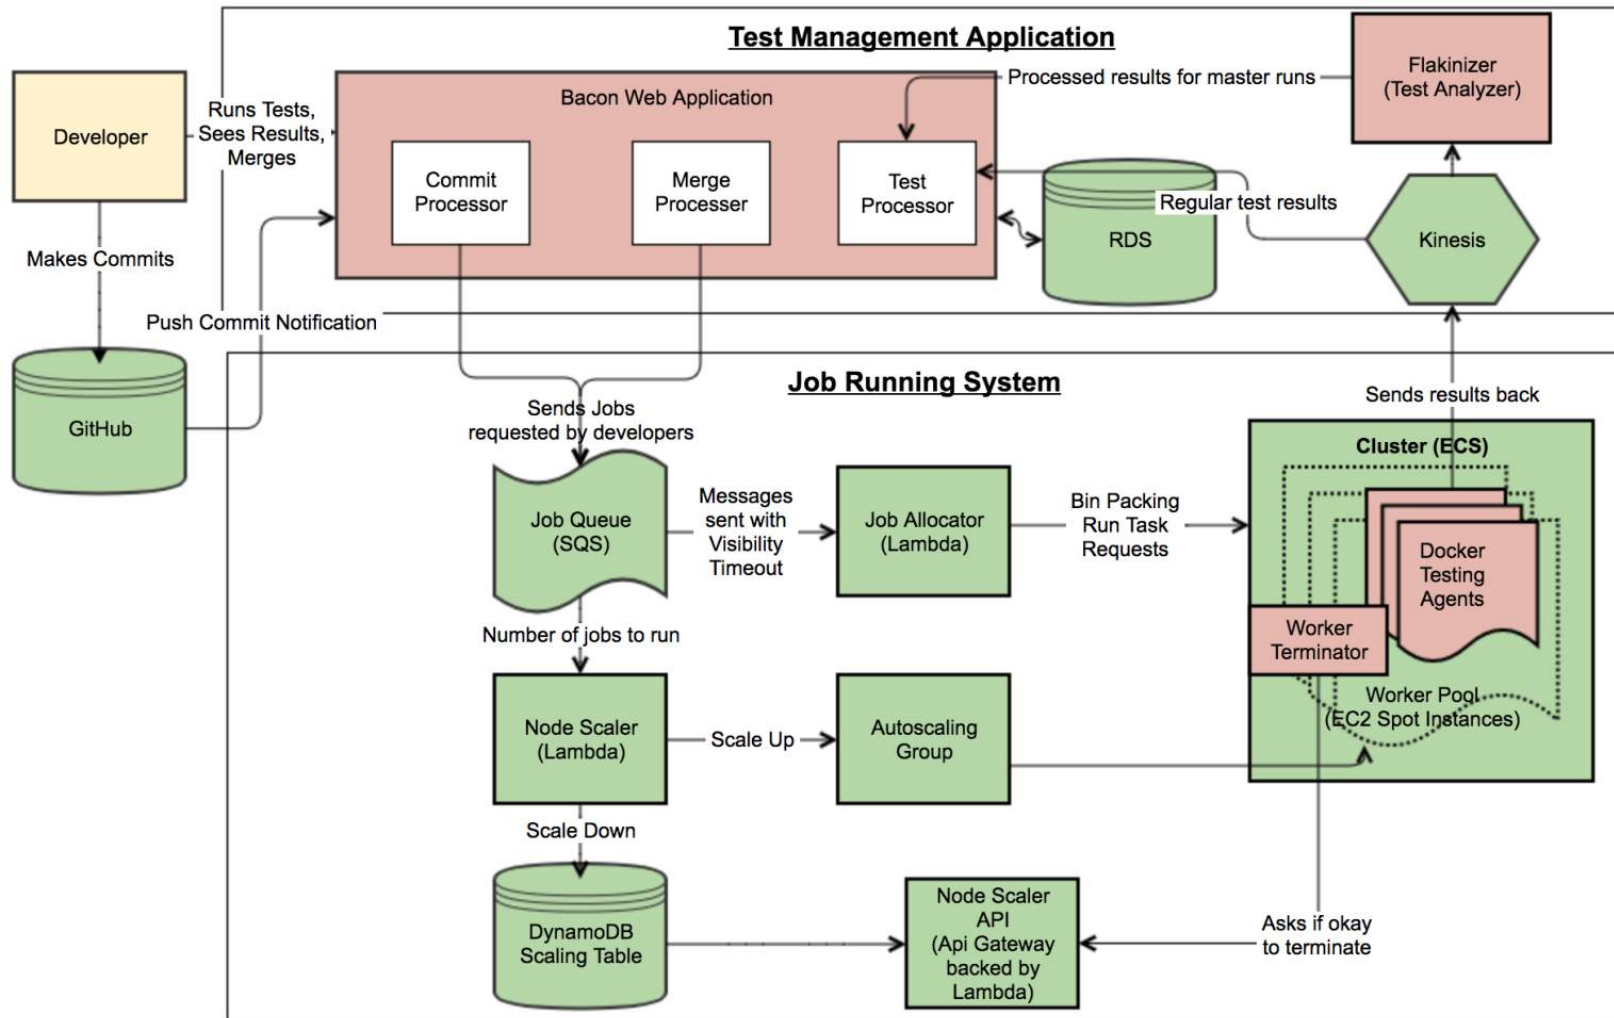 Test Management Application
Developer
Runs Tests,
Sees Results,
Merges
Bacon Web Application
Commit
Processor
Merge
Processer
Test
Processor
Processed results for master runs
Flakinizer
(Test Analyzer)
RDS
Regular test results
Kinesis
Makes Commits
Push Commit Notification
GitHub
Job Running System
Sends Jobs
requested by developers
Sends results back
Job Queue
(SQS)
Messages
sent with
Visibility
Timeout
Job Allocator
(Lambda)
Bin Packing
Run Task
Requests
Cluster (ECS)
Docker
Testing
Agents
Worker
Terminator
Worker Pool
(EC2 Spot Instances)
Number of jobs to run
Node Scaler
(Lambda)
Scale Up
Autoscaling
Group
Scale Down
DynamoDB
Scaling Table
Node Scaler
API
(Api Gateway
backed by
Lambda)
Asks if okay
to terminate